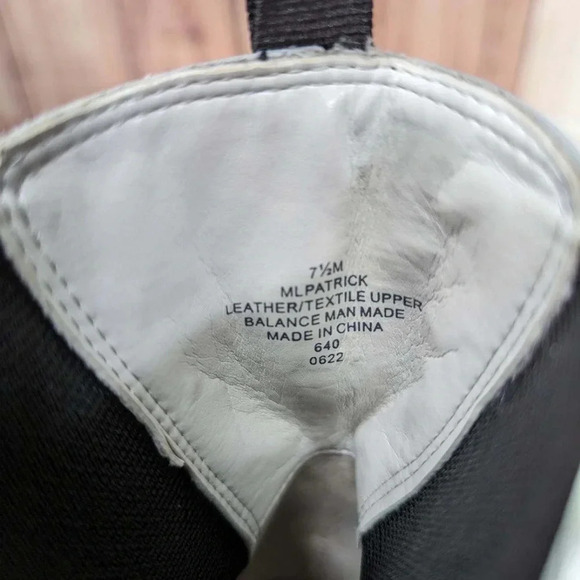 7½M
MLPATRICK
LEATHER/TEXTILE UPPER
BALANCE MAN MADE
MADE IN CHINA
640
0622